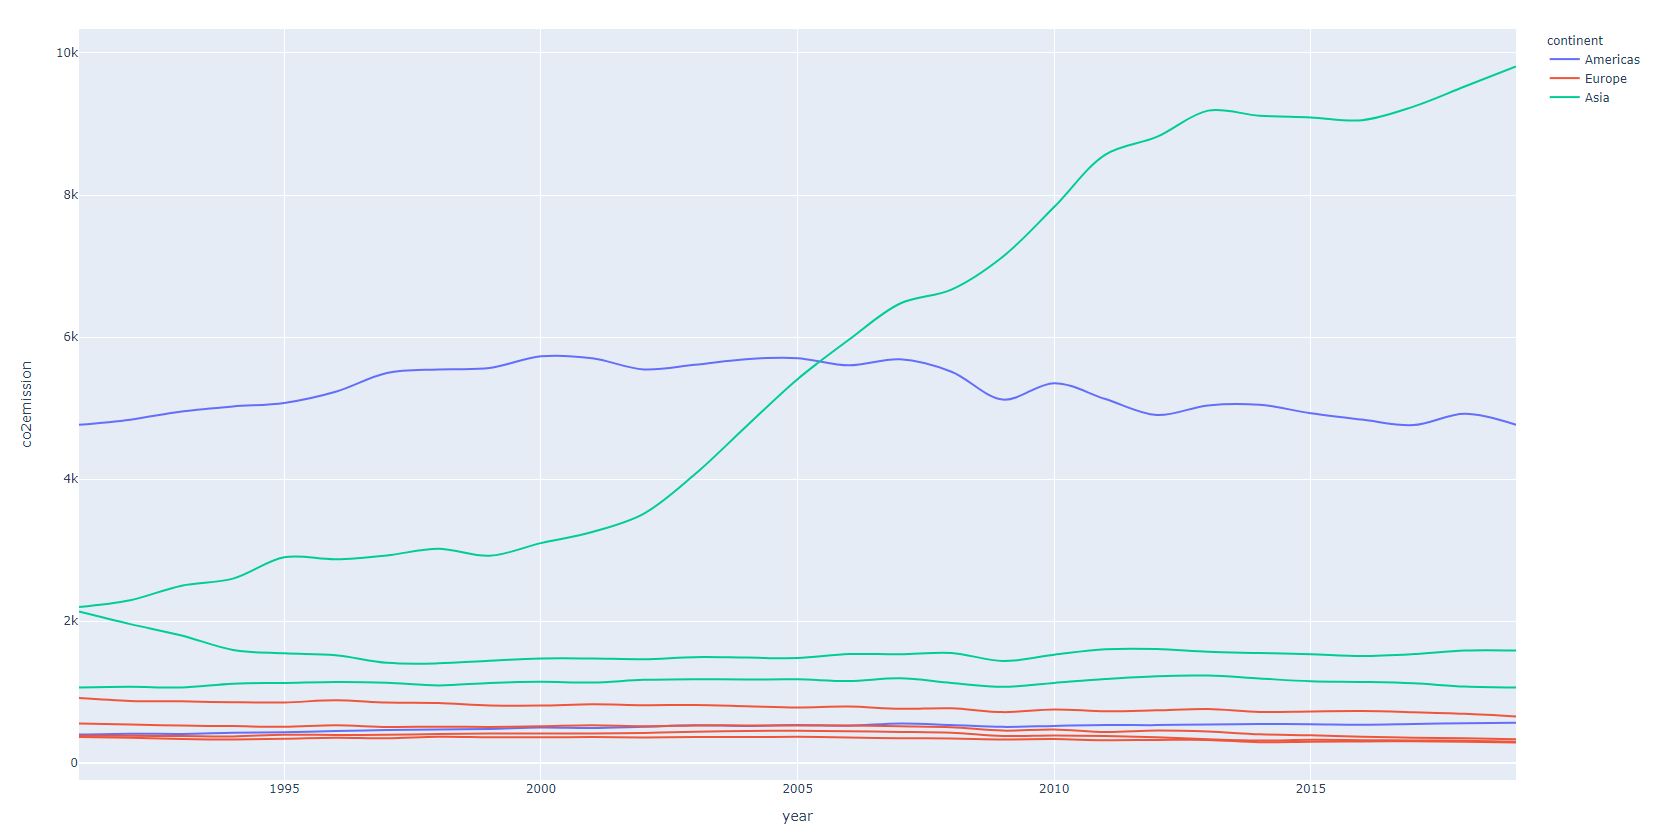 continent
Americas
Europe
Asia
10k
8k
6k
4k
2k
0
co2emission
1995 2000 2005 2010 2015
year